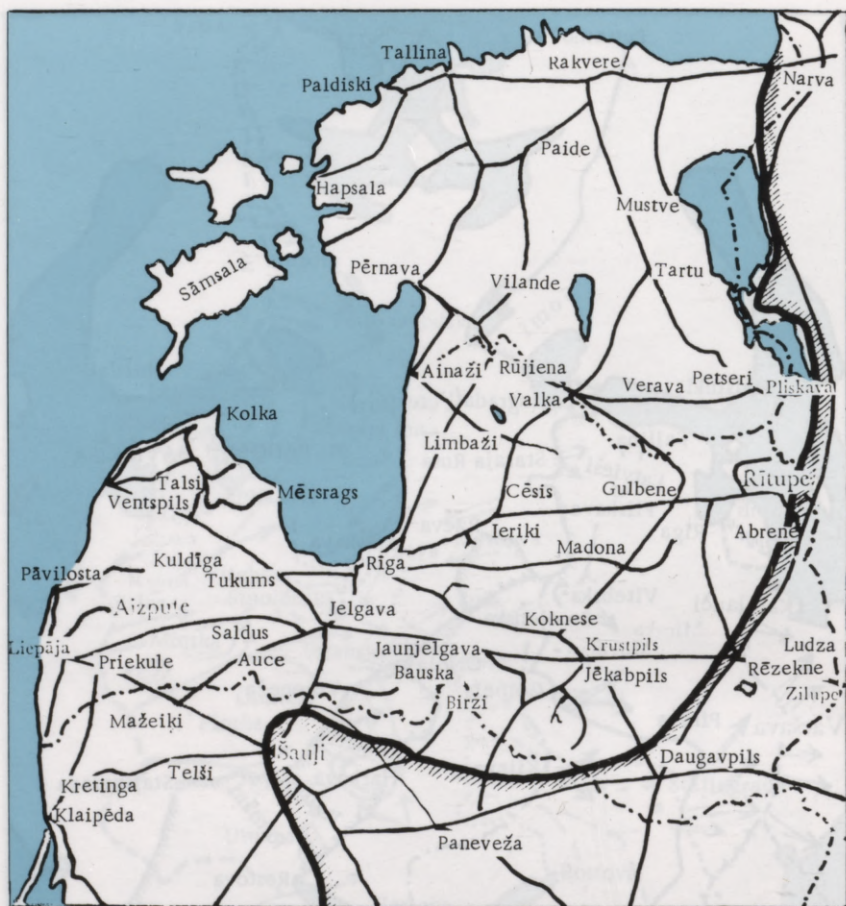 Tallina
Rakvere
Narva
Paldiski
Paide
Hapsala
Mustve
Sāmsala
Pērnava
Vilande
Tartu
Ainaži
Rūjiena
Verava
Petseri
Pliskava
Valka
Kolka
Limbaži
Talsi
Ventspils
Mērsrags
Cēsis
Gulbene
Rītupe
Ieriķi
Abrene
Madona
Kuldīga
Rīga
Pāvilosta
Tukums
Aizpute
Jelgava
Koknese
Saldus
Liepāja
Jaunjelgava
Krustpils
Ludza
Priekule
Auce
Bauska
Jēkabpils
Rēzekne
Birži
Zilupe
Mažeiķi
Šauļi
Telši
Daugavpils
Kretinga
Klaipēda
Paneveža